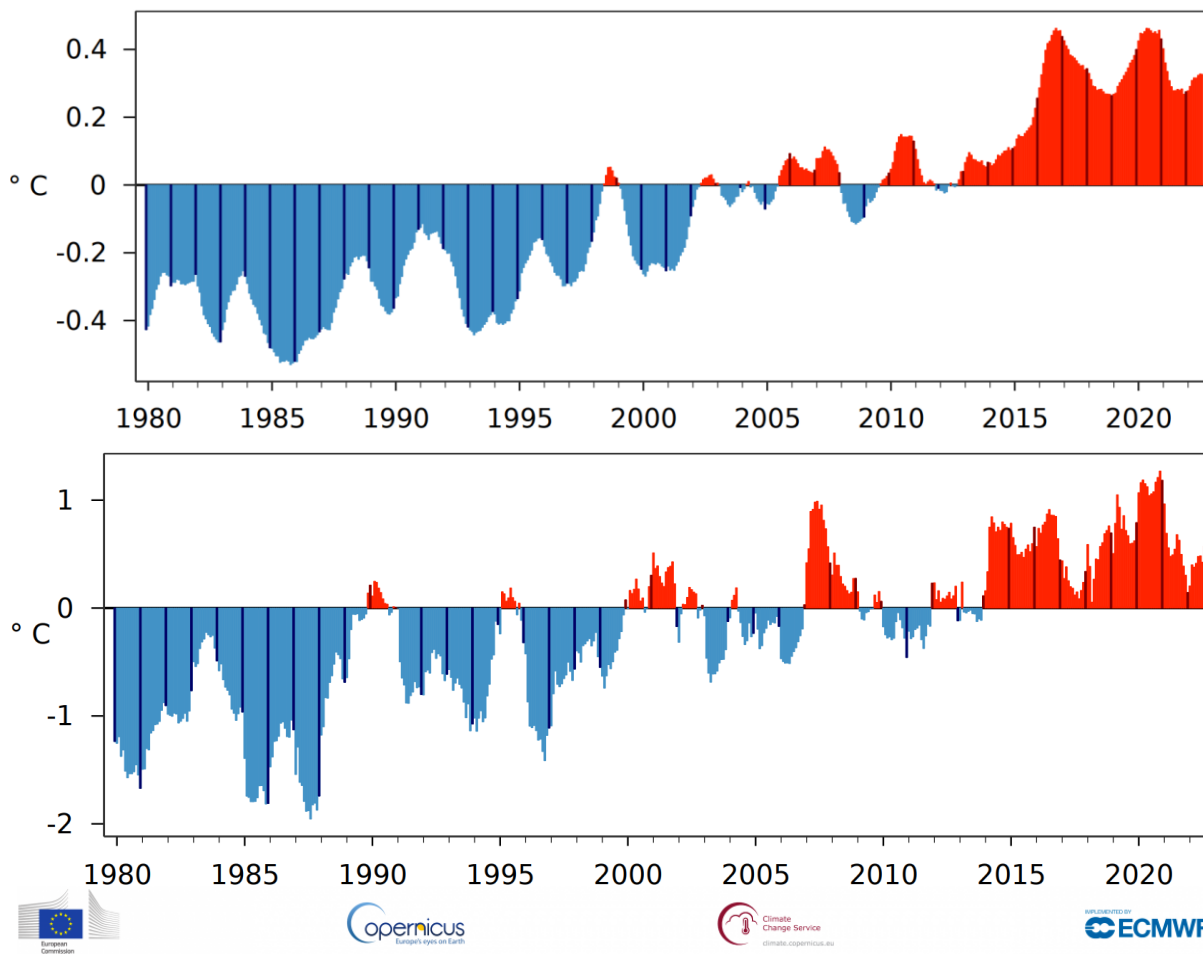 0.4
0.2
° C
0
-0.2
-0.4
1980 1985 1990 1995 2000 2005 2010 2015 2020
1
0
° C
-1
-2
1980 1985 1990 1995 2000 2005 2010 2015 2020
European
Commission
opernicus
Europe's eyes on Earth
Climate
Change Service
climate.copernicus.eu
IMPLEMENTED BY
ECMWF